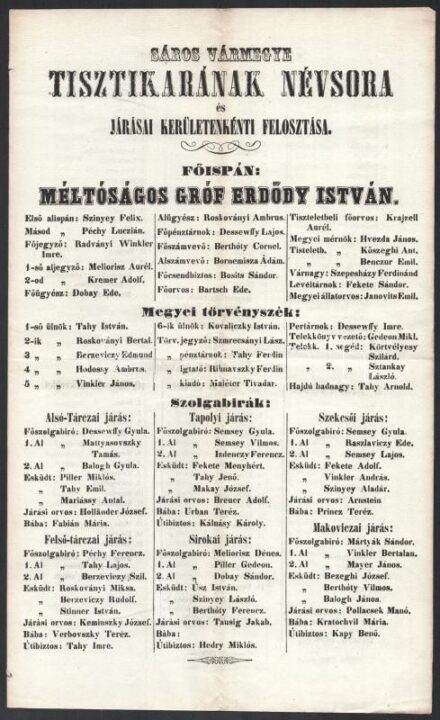 SÁROS VÁRMEGYE
TISZTIKARÁNAK NÉVSORA
és
JÁRÁSAI KERÜLETENKÉNTI FELOSZTÁSA.
FŐISPÁN:
MÉLTÓSÁGOS GRÓF ERDŐDY ISTVÁN.
Első alispán: Szinyey Felix.
Másod „ Péchy Luczián.
Főjegyző: Radványi Winkler
Imre.
1-ső aljegyző: Meliorisz Aurél.
2-od „ Kremer Adolf.
Főügyész: Dobay Ede.
Alügyész: Roskoványi Ambrus.
Főpénztárnok: Dessewffy Lajos.
Főszámvevő: Berthóty Cornel.
Alszámvevő: Bornemisza Ádám.
Főcsendbiztos: Bosits Sándor.
Főorvos: Bartsch Ede.
Tiszteletbeli főorvos: Krajzell
Aurél.
Megyei mérnök: Hvezda János.
Tisteletb. „ Köszeghi Ant.
„ „ Benczur Emil.
Várnagy: Szepesházy Ferdinánd
Levéltárnok: Fekete Sándor.
Megyei állatorvos: Janovits Emil.
Megyei törvényszék:
1-ső ülnök: Tahy István.
2-ik „ Roskoványi Bertal.
3 „ „ Berzeviczy Edmund
4 „ „ Hodossy Ambrus.
5 „ „ Vinkler János.
6-ik ülnök: Kovaliczky István.
Törv. jegyző: Szmrecsányi Lász.
„ pénztárnok: Tahy Ferdin
„ igtató: Bihnavszky Ferdin
„ kiadó: Malécer Tivadar.
Pertárnok: Dessewffy Imre.
Telekkönyvvezető: Gedeon Mikl.
Telekk. 1. segéd: Körtvélyesy
Szilárd.
„ 2. „ Sztankay
László.
Hajdú hadnagy: Tahy Arnold.
Szolgabirák:
Alsó-Tárczai járás:
Főszolgabiró: Dessewffy Gyula.
1. Al „ Mattyasovszky
Tamás.
2. Al „ Balogh Gyula.
Esküdt: Piller Miklós.
„ Tahy Emil.
„ Máriássy Antal.
Járási orvos: Holländer József.
Bába: Fabián Mária.
Tapolyi járás:
Főszolgabiró: Semsey Gyula.
1. Al „ Semsey Vilmos.
2. Al „ Idenczy Ferencz.
Esküdt: Fekete Menyhért.
„ Tahy Jenő.
„ Makay József.
Járási orvos: Breuer Adolf.
Bába: Urban Teréz.
Útibiztos: Kálnásy Károly.
Szekcsői járás:
Főszolgabiró: Semsey Gyula.
1. Al „ Raszlaviczy Ede.
2. Al „ Semsey Lajos.
Esküdt: Fekete Adolf.
„ Vinkler András.
„ Szinyey Aladár.
Járási orvos: Arnstein
Bába: Princz Teréz.
Felső-tárczai járás:
Főszolgabiró: Péchy Ferencz.
1. Al „ Tahy Lajos.
2. Al „ Berzeviczy Szil.
Esküdt: Roskoványi Miksa.
„ Berzeviczy Rudolf.
„ Stinner István.
Járási orvos: Keminszky József.
Bába: Verbovszky Teréz.
Útibiztos: Tahy Imre.
Sirokai járás:
Főszolgabiró: Meliorisz Dénes.
1. Al „ Piller Gedeon.
2. Al „ Dobay Sándor.
Esküdt: Úsz István.
„ Szinyey László.
„ Berthóty Ferencz.
Járási orvos: Tausig Jakab.
Bába:
Útibiztos: Hedry Miklós.
Makoviczai járás:
Főszolgabiró: Mártyák Sándor.
1. Al „ Vinkler Bertalan.
2. Al „ Mayer János.
Esküdt: Bezeghi József.
„ Berthóty Vilmos.
„ Balogh János.
Járási orvos: Pollacsek Manó.
Bába: Kratochvil Mária.
Útibiztos: Kapy Benő.